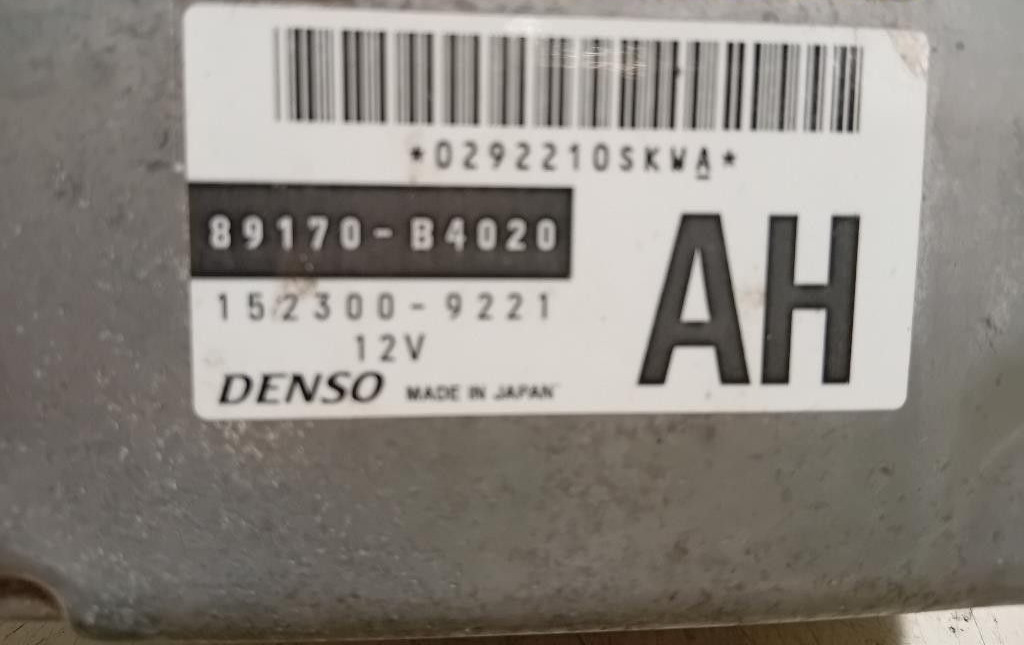 *0292210SKWA*
89170-B4020
152300-9221
12V
DENSO MADE IN JAPAN
AH